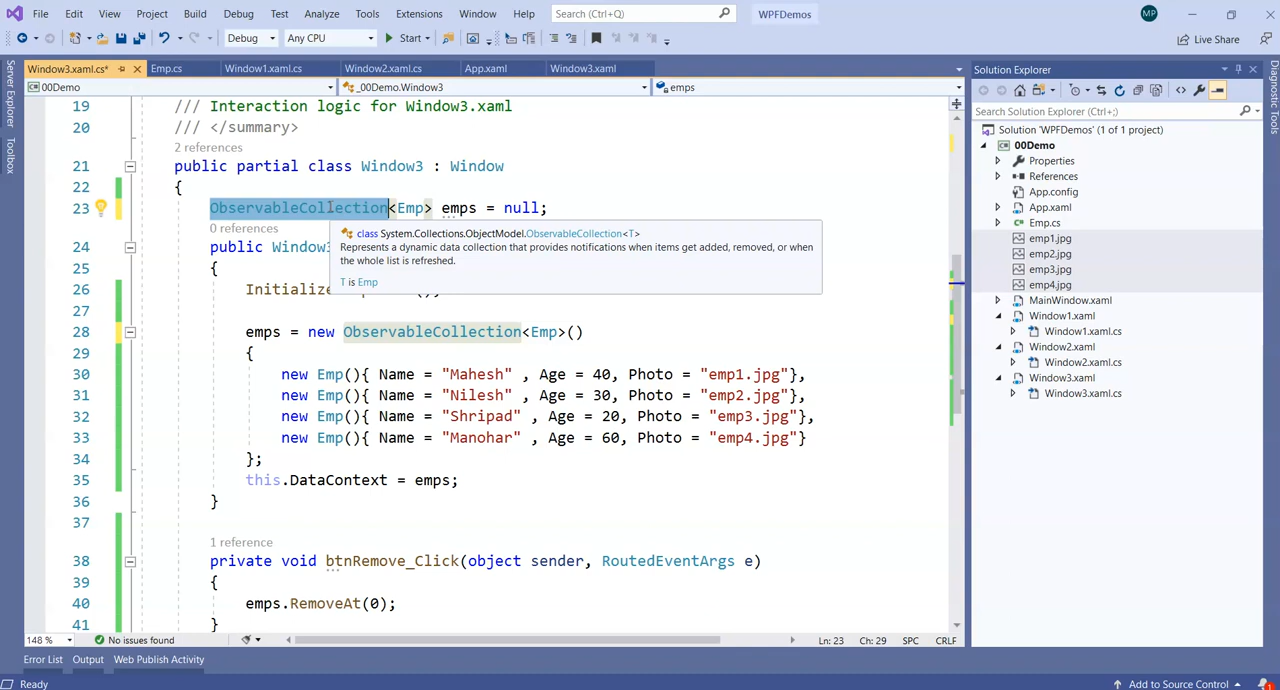 File Edit View Project Build Debug Test Analyze Tools Extensions Window Help Search (Ctrl+Q) WPFDemos MP
Debug Any CPU Start Live Share
Server Explorer
Toolbox
Window3.xaml.cs* Emp.cs Window1.xaml.cs Window2.xaml.cs App.xaml Window3.xaml
00Demo _00Demo.Window3 emps
19 /// Interaction logic for Window3.xaml
20 /// </summary>
2 references
21 public partial class Window3 : Window
22 {
23 ObservableCollection<Emp> emps = null;
0 references
class System.Collections.ObjectModel.ObservableCollection<T>
Represents a dynamic data collection that provides notifications when items get added, removed, or when
the whole list is refreshed.
T is Emp
24 public Window3
25 {
26 Initialize
27
28 emps = new ObservableCollection<Emp>()
29 {
30 new Emp(){ Name = "Mahesh" , Age = 40, Photo = "emp1.jpg"},
31 new Emp(){ Name = "Nilesh" , Age = 30, Photo = "emp2.jpg"},
32 new Emp(){ Name = "Shripad" , Age = 20, Photo = "emp3.jpg"},
33 new Emp(){ Name = "Manohar" , Age = 60, Photo = "emp4.jpg"}
34 };
35 this.DataContext = emps;
36 }
37
1 reference
38 private void btnRemove_Click(object sender, RoutedEventArgs e)
39 {
40 emps.RemoveAt(0);
41 }
148 % No issues found Ln: 23 Ch: 29 SPC CRLF
Error List Output Web Publish Activity
Ready Add to Source Control 1
Solution Explorer
Search Solution Explorer (Ctrl+;)
Solution 'WPFDemos' (1 of 1 project)
00Demo
Properties
References
App.config
App.xaml
Emp.cs
emp1.jpg
emp2.jpg
emp3.jpg
emp4.jpg
MainWindow.xaml
Window1.xaml
Window1.xaml.cs
Window2.xaml
Window2.xaml.cs
Window3.xaml
Window3.xaml.cs
Diagnostic Tools